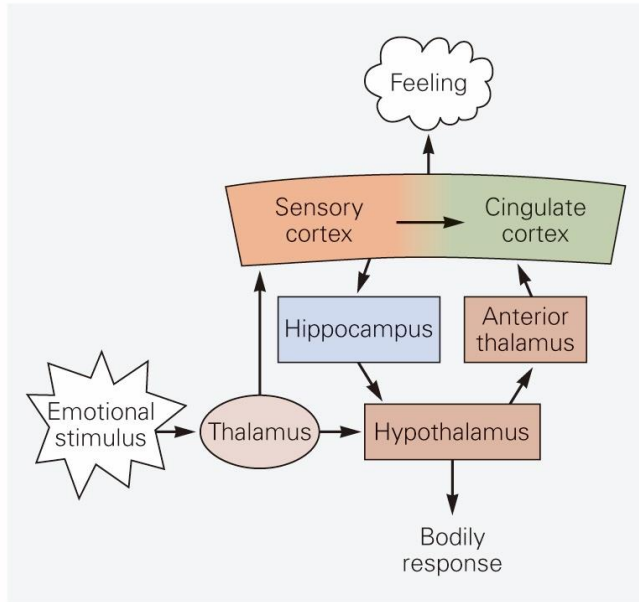 Feeling
Sensory
cortex
Cingulate
cortex
Hippocampus
Anterior
thalamus
Emotional
stimulus
Thalamus
Hypothalamus
Bodily
response